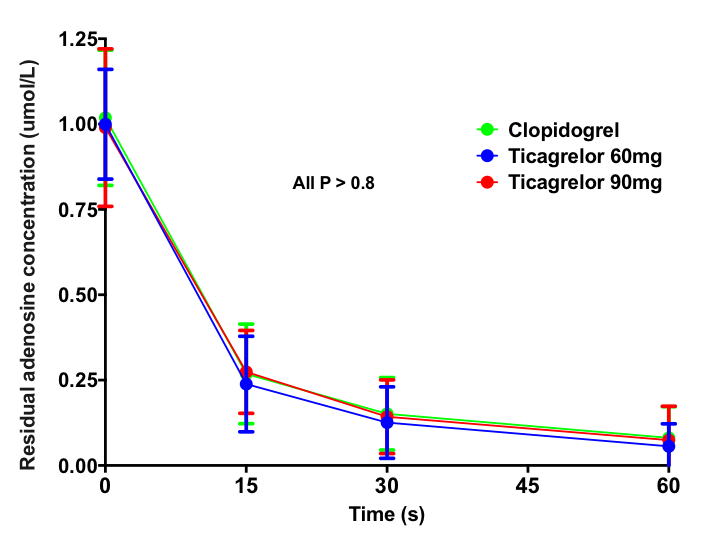 Residual adenosine concentration (umol/L)
1.25
1.00
0.75
0.50
0.25
0.00
0
15
30
45
60
Time (s)
All P > 0.8
Clopidogrel
Ticagrelor 60mg
Ticagrelor 90mg